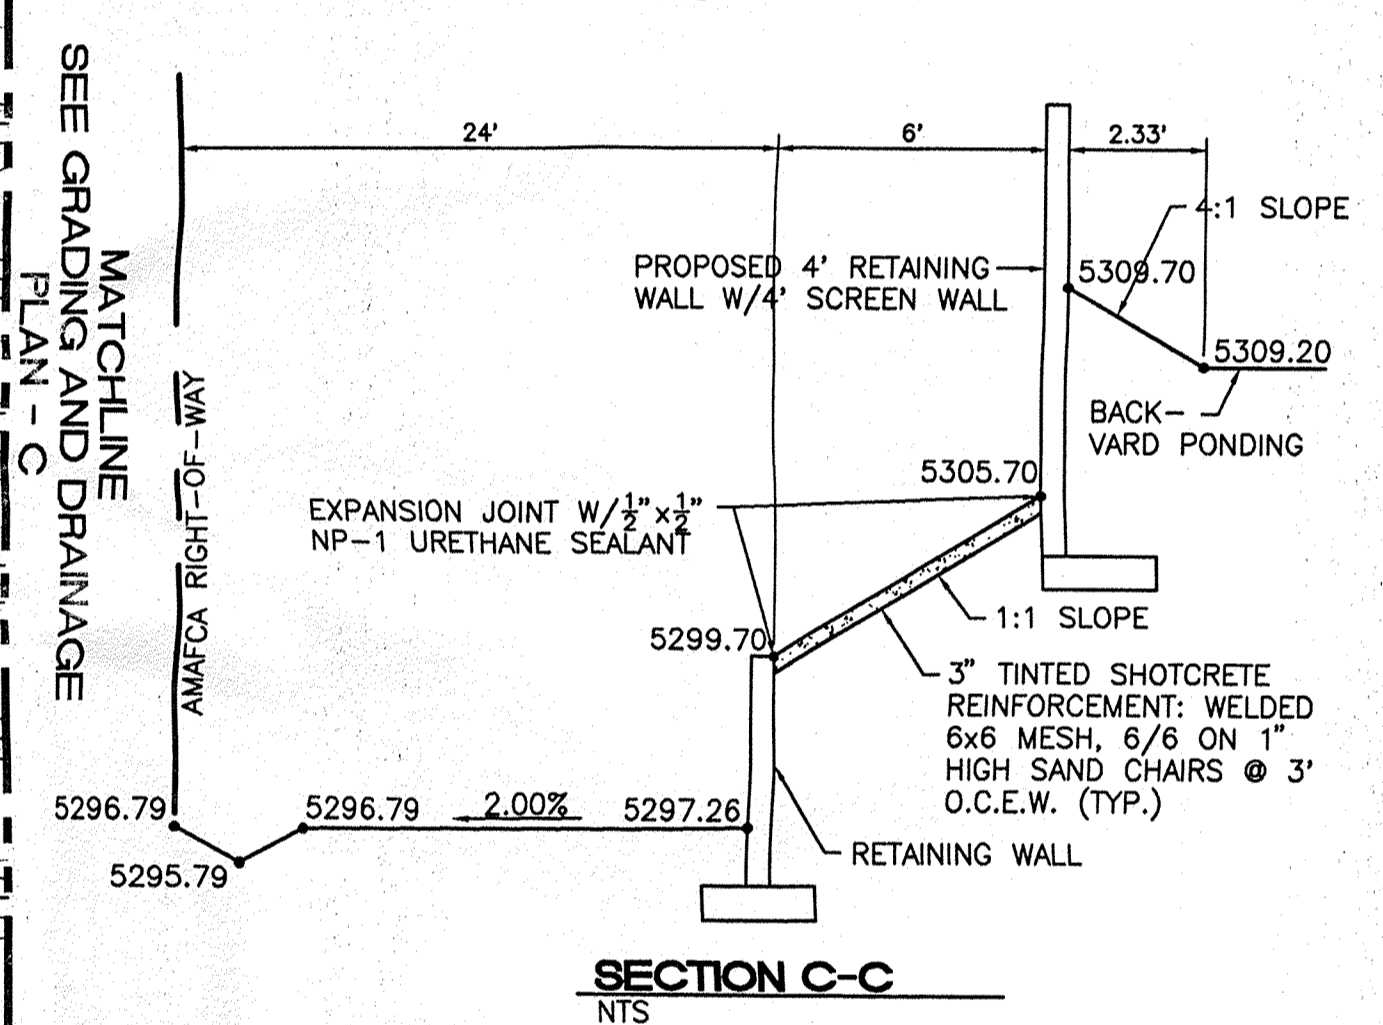 MATCHLINE
SEE GRADING AND DRAINAGE
PLAN - C
AMAFCA RIGHT-OF-WAY
24'
6'
2.33'
4:1 SLOPE
PROPOSED 4' RETAINING
WALL W/4' SCREEN WALL
5309.70
5309.20
BACK-
VARD PONDING
5305.70
EXPANSION JOINT W/½"x½"
NP-1 URETHANE SEALANT
1:1 SLOPE
5299.70
3" TINTED SHOTCRETE
REINFORCEMENT: WELDED
6x6 MESH, 6/6 ON 1"
HIGH SAND CHAIRS @ 3'
O.C.E.W. (TYP.)
5296.79
5296.79
2.00%
5297.26
RETAINING WALL
5295.79
SECTION C-C
NTS